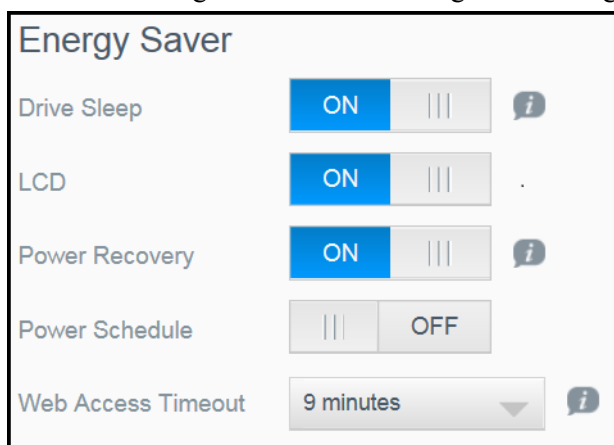 Energy Saver
Drive Sleep ON
LCD ON .
Power Recovery ON
Power Schedule OFF
Web Access Timeout 9 minutes